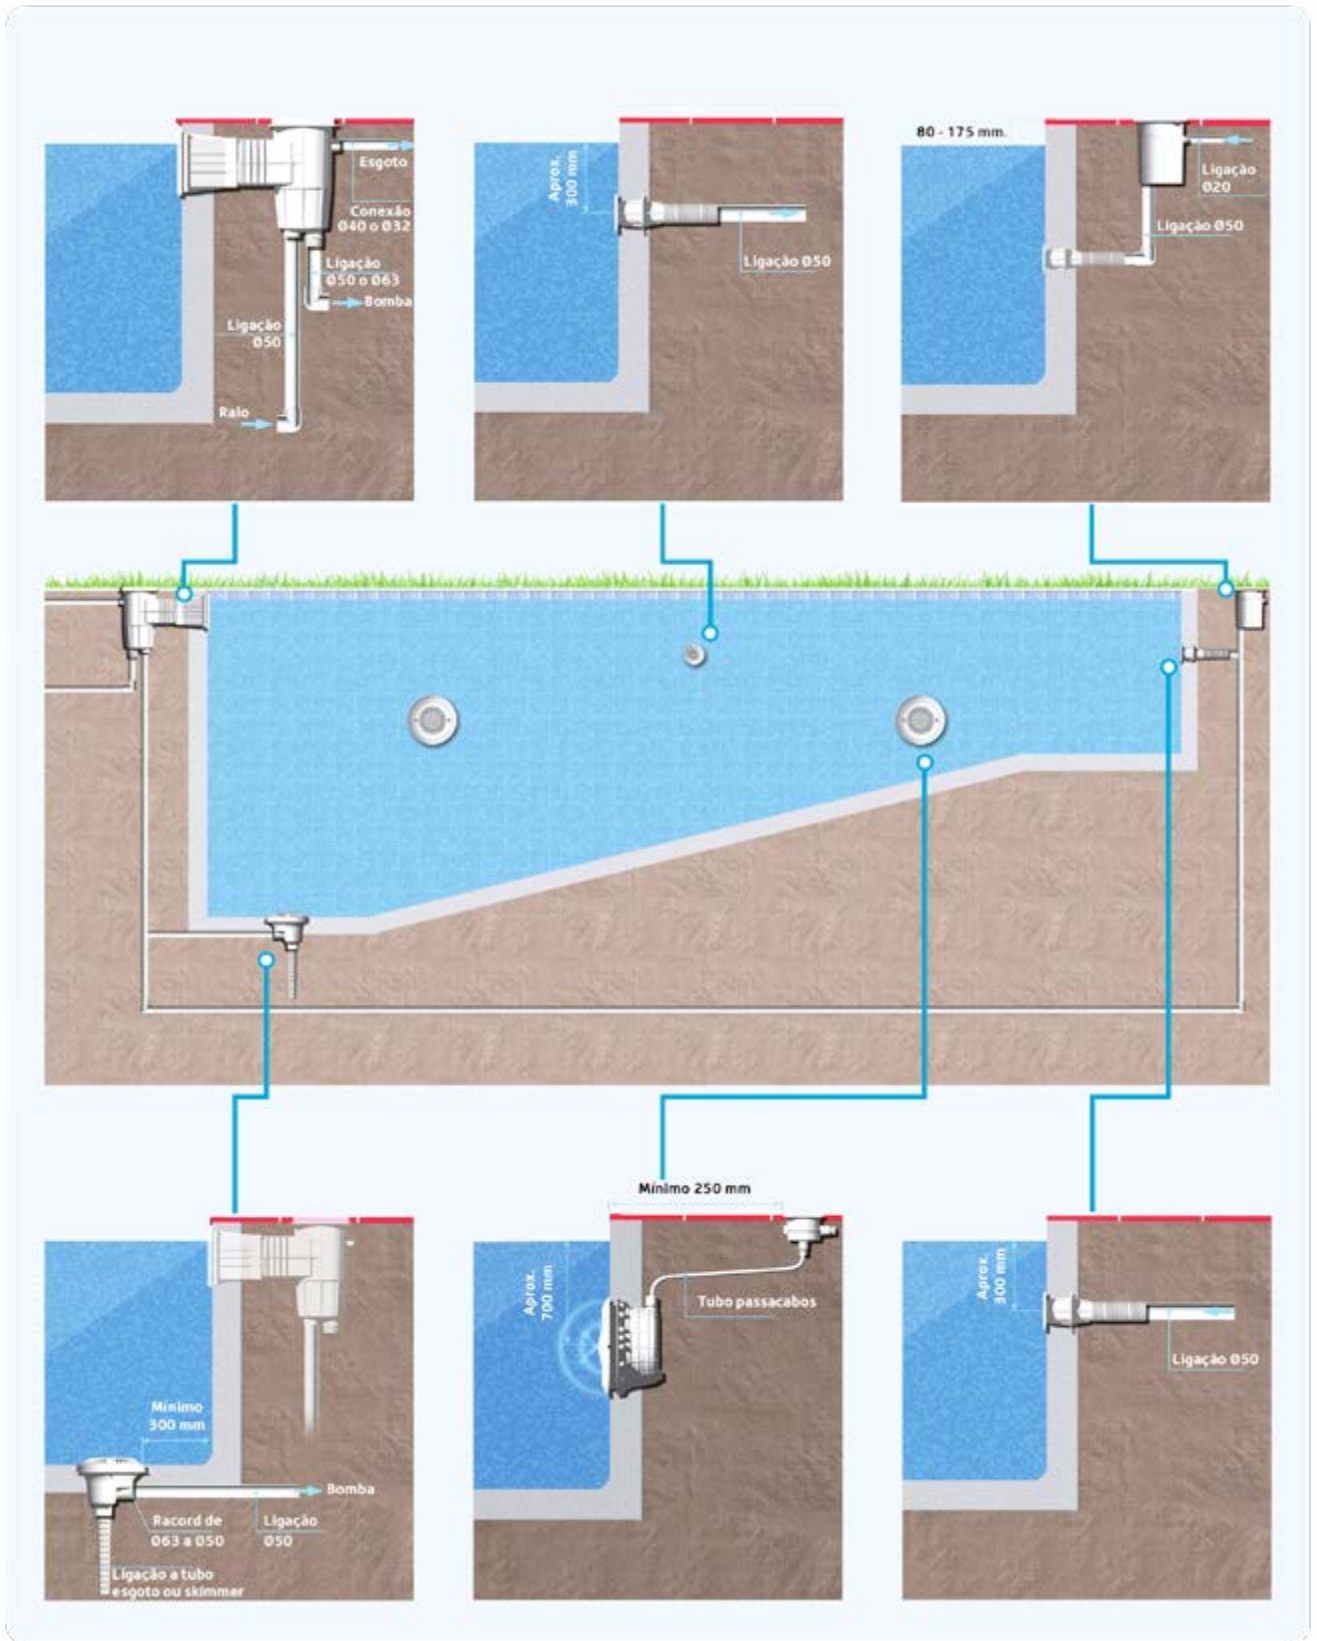 Esgoto
Conexão
Ø40 o Ø32
Ligação
Ø50 o Ø63
Bomba
Ligação
Ø50
Ralo
Aprox.
300 mm
Ligação Ø50
80 - 175 mm.
Ligação
Ø20
Ligação Ø50
Mínimo
300 mm
Bomba
Racord de
Ø63 a Ø50
Ligação
Ø50
Ligação a tubo
esgoto ou skimmer
Mínimo 250 mm
Aprox.
700 mm
Tubo passacabos
Aprox.
300 mm
Ligação Ø50